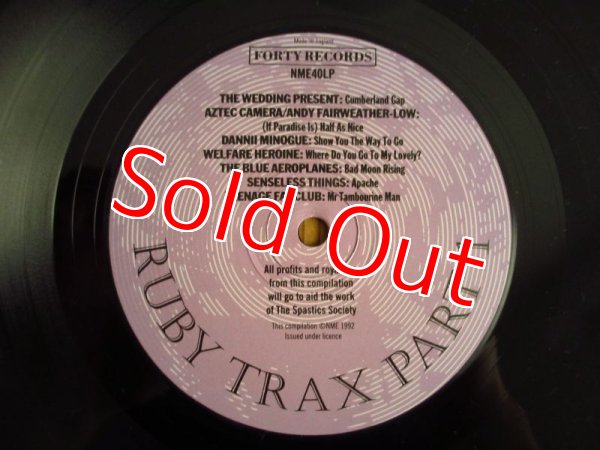 Made in England
FORTY RECORDS
NME40LP
THE WEDDING PRESENT: Cumberland Gap
AZTEC CAMERA/ANDY FAIRWEATHER-LOW:
(If Paradise Is) Half As Nice
DANNII MINOGUE: Show You The Way To Go
WELFARE HEROINE: Where Do You Go To My Lovely?
THE BLUE AEROPLANES: Bad Moon Rising
SENSELESS THINGS: Apache
CLUB: Mr Tambourine Man
Sold Out
All profits and
from this compilation
will go to aid the work
of The Spastics Society
This compilation ©NME 1992
Issued under licence
RUBY TRAX PART 1